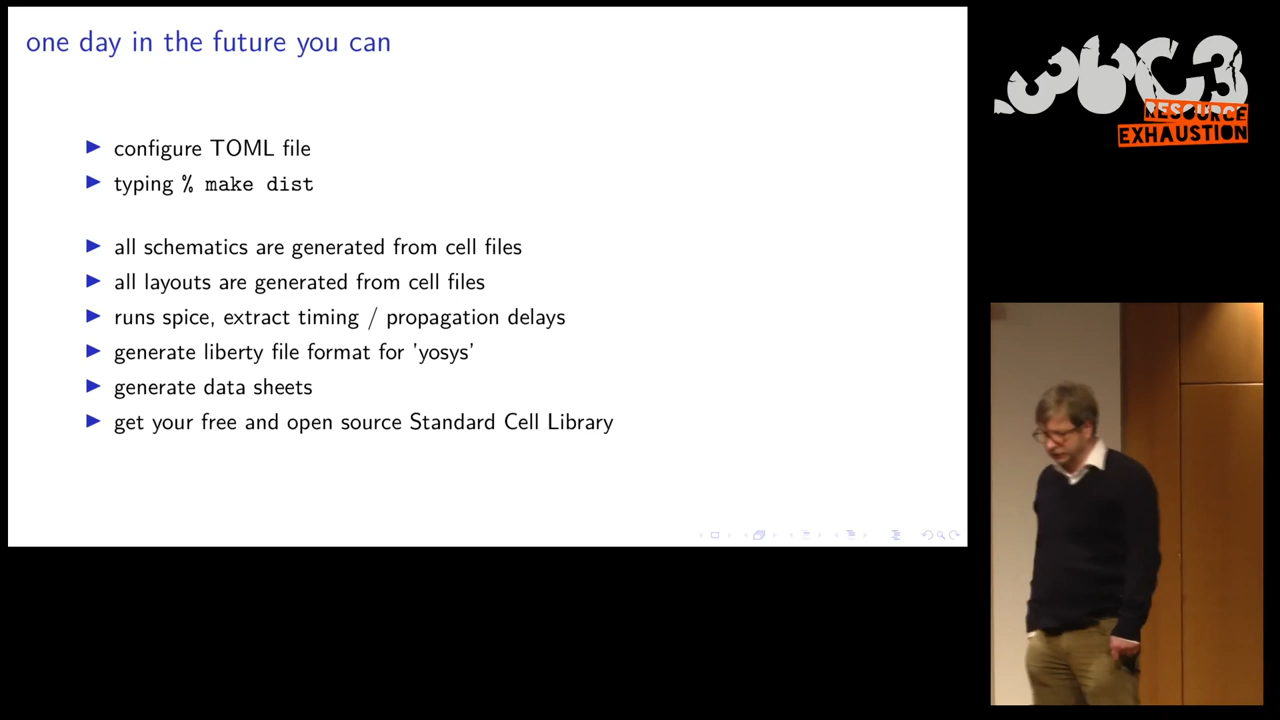 one day in the future you can
▶ configure TOML file
▶ typing % make dist
▶ all schematics are generated from cell files
▶ all layouts are generated from cell files
▶ runs spice, extract timing / propagation delays
▶ generate liberty file format for 'yosys'
▶ generate data sheets
▶ get your free and open source Standard Cell Library
36C3
RESOURCE
EXHAUSTION